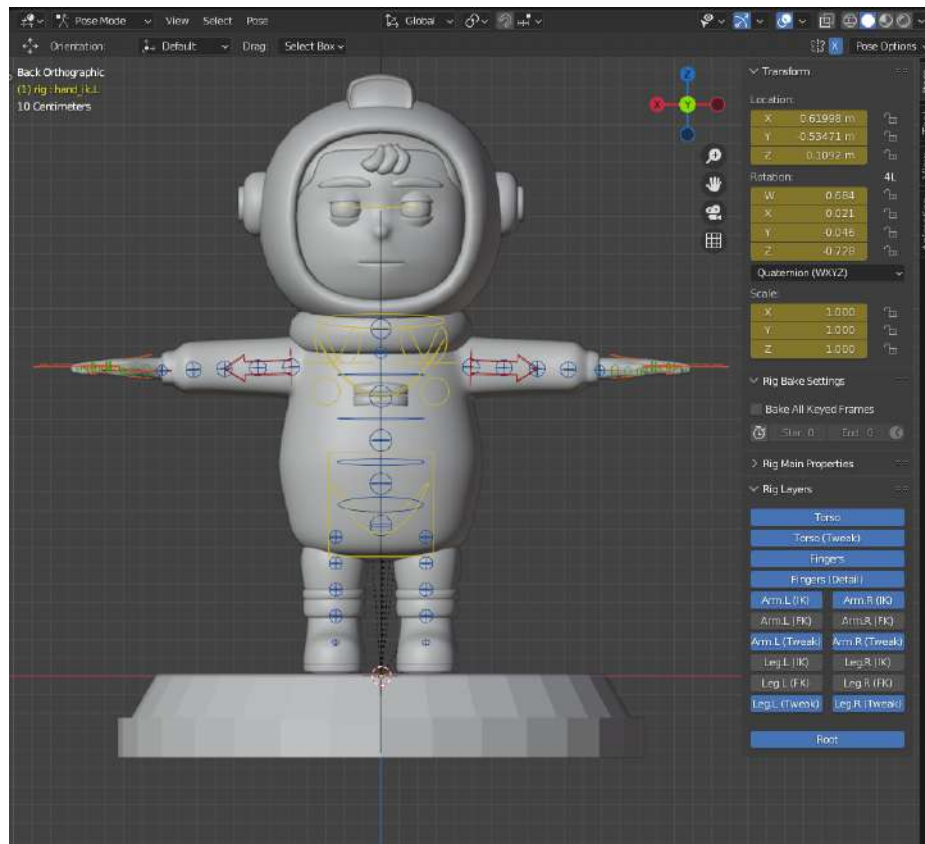 Pose Mode View Select Pose Global
Orientation: Default Drag: Select Box X Pose Options
Back Orthographic
(1) rig : hand_ik.L
10 Centimeters
Z
X
Y
Transform
Location:
X 0.61998 m
Y -0.53471 m
Z 0.1092 m
Rotation: 4L
W 0.684
X 0.021
Y -0.046
Z -0.728
Quaternion (WXYZ)
Scale:
X 1.000
Y 1.000
Z 1.000
Rig Bake Settings
Bake All Keyed Frames
Star 0 End 0
Rig Main Properties
Rig Layers
Torso
Torso (Tweak)
Fingers
Fingers (Detail)
Arm.L (IK) Arm.R (IK)
Arm.L (FK) Arm.R (FK)
Arm.L (Tweak) Arm.R (Tweak)
Leg.L (IK) Leg.R (IK)
Leg.L (FK) Leg.R (FK)
Leg.L (Tweak) Leg.R (Tweak)
Root